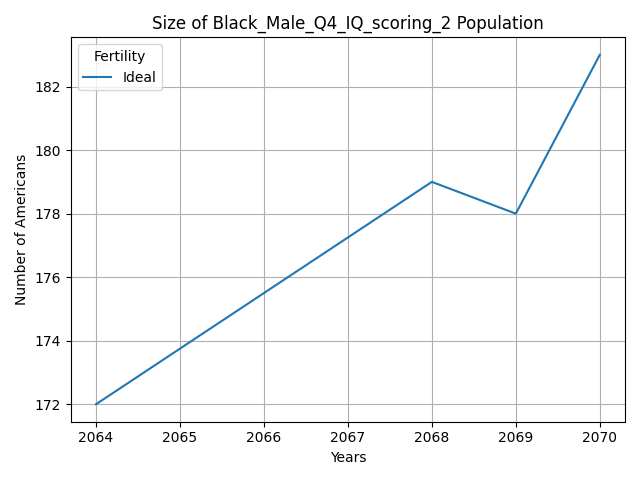 Size of Black_Male_Q4_IQ_scoring_2 Population
Fertility
Ideal
Number of Americans
182
180
178
176
174
172
2064 2065 2066 2067 2068 2069 2070
Years